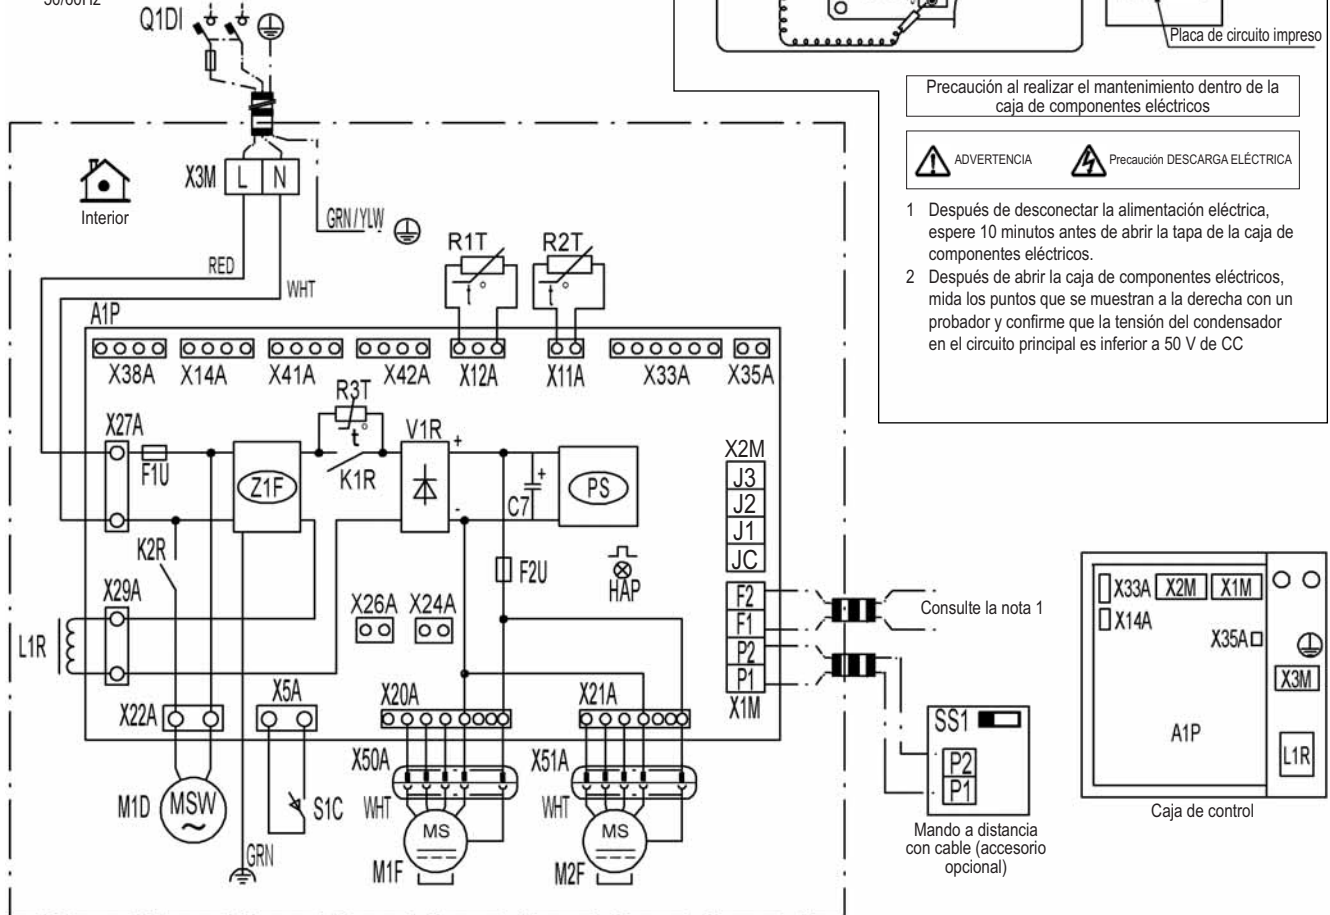 50/60Hz
Q1DI
Placa de circuito impreso
Precaución al realizar el mantenimiento dentro de la
caja de componentes eléctricos
ADVERTENCIA
Precaución DESCARGA ELÉCTRICA
1 Después de desconectar la alimentación eléctrica,
espere 10 minutos antes de abrir la tapa de la caja de
componentes eléctricos.
2 Después de abrir la caja de componentes eléctricos,
mida los puntos que se muestran a la derecha con un
probador y confirme que la tensión del condensador
en el circuito principal es inferior a 50 V de CC
Interior
X3M L N
GRN/YLW
RED
WHT
R1T
t°
R2T
t°
A1P
X38A X14A X41A X42A X12A X11A X33A X35A
X27A
F1U
Z1F
R3T
t°
K1R
V1R
+
-
C7
+
PS
F2U
HAP
K2R
X29A
L1R
X26A X24A
X2M
J3
J2
J1
JC
F2
F1
P2
P1
X1M
Consulte la nota 1
X22A
X5A
X20A
X21A
X50A
X51A
M1D
MSW
~
S1C
GRN
WHT
MS
M1F
WHT
MS
M2F
SS1
P2
P1
Mando a distancia
con cable (accesorio
opcional)
X33A X2M X1M
X14A
X35A
X3M
A1P
L1R
Caja de control